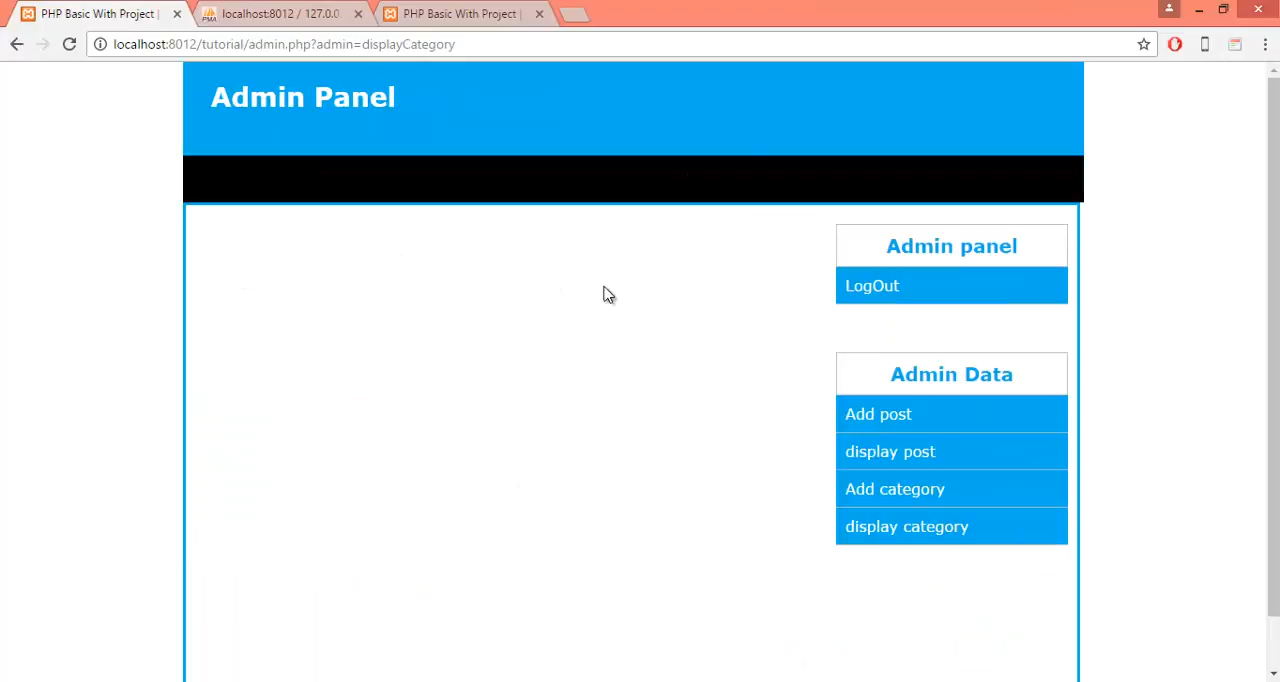 PHP Basic With Project |
localhost:8012 / 127.0.0.
PHP Basic With Project |
localhost:8012/tutorial/admin.php?admin=displayCategory
Admin Panel
Admin panel
LogOut
Admin Data
Add post
display post
Add category
display category